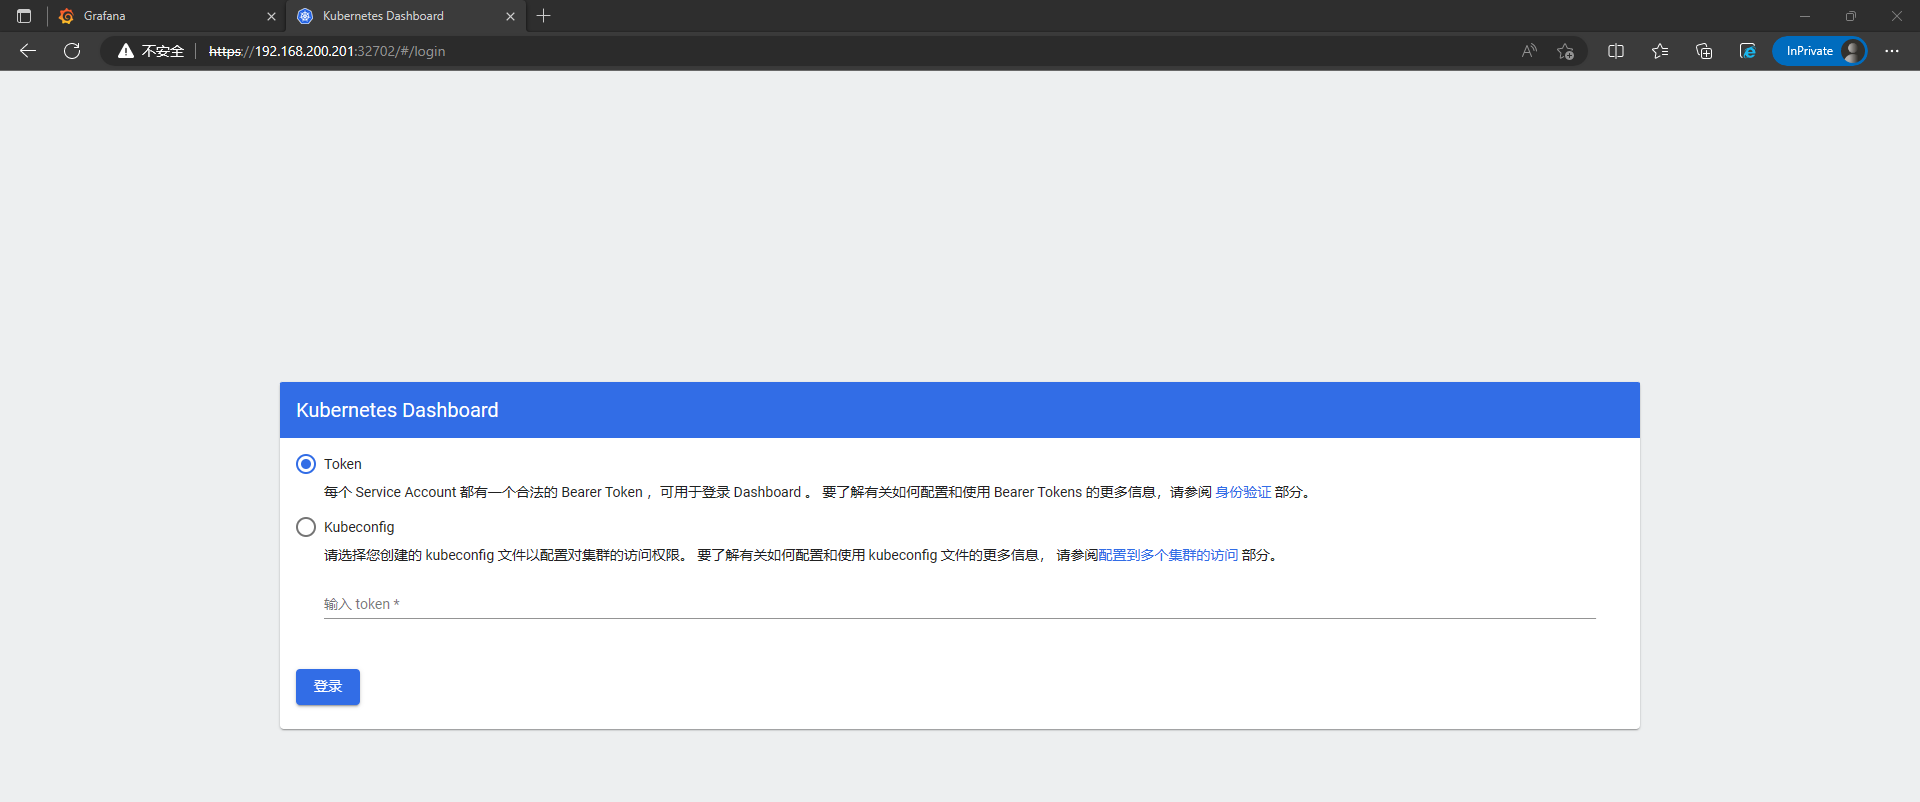 Grafana
Kubernetes Dashboard
不安全
https://192.168.200.201:32702/#/login
InPrivate
Kubernetes Dashboard
Token
每个 Service Account 都有一个合法的 Bearer Token ，可用于登录 Dashboard 。 要了解有关如何配置和使用 Bearer Tokens 的更多信息，请参阅 身份验证 部分。
Kubeconfig
请选择您创建的 kubeconfig 文件以配置对集群的访问权限。 要了解有关如何配置和使用 kubeconfig 文件的更多信息， 请参阅配置到多个集群的访问 部分。
输入 token *
登录